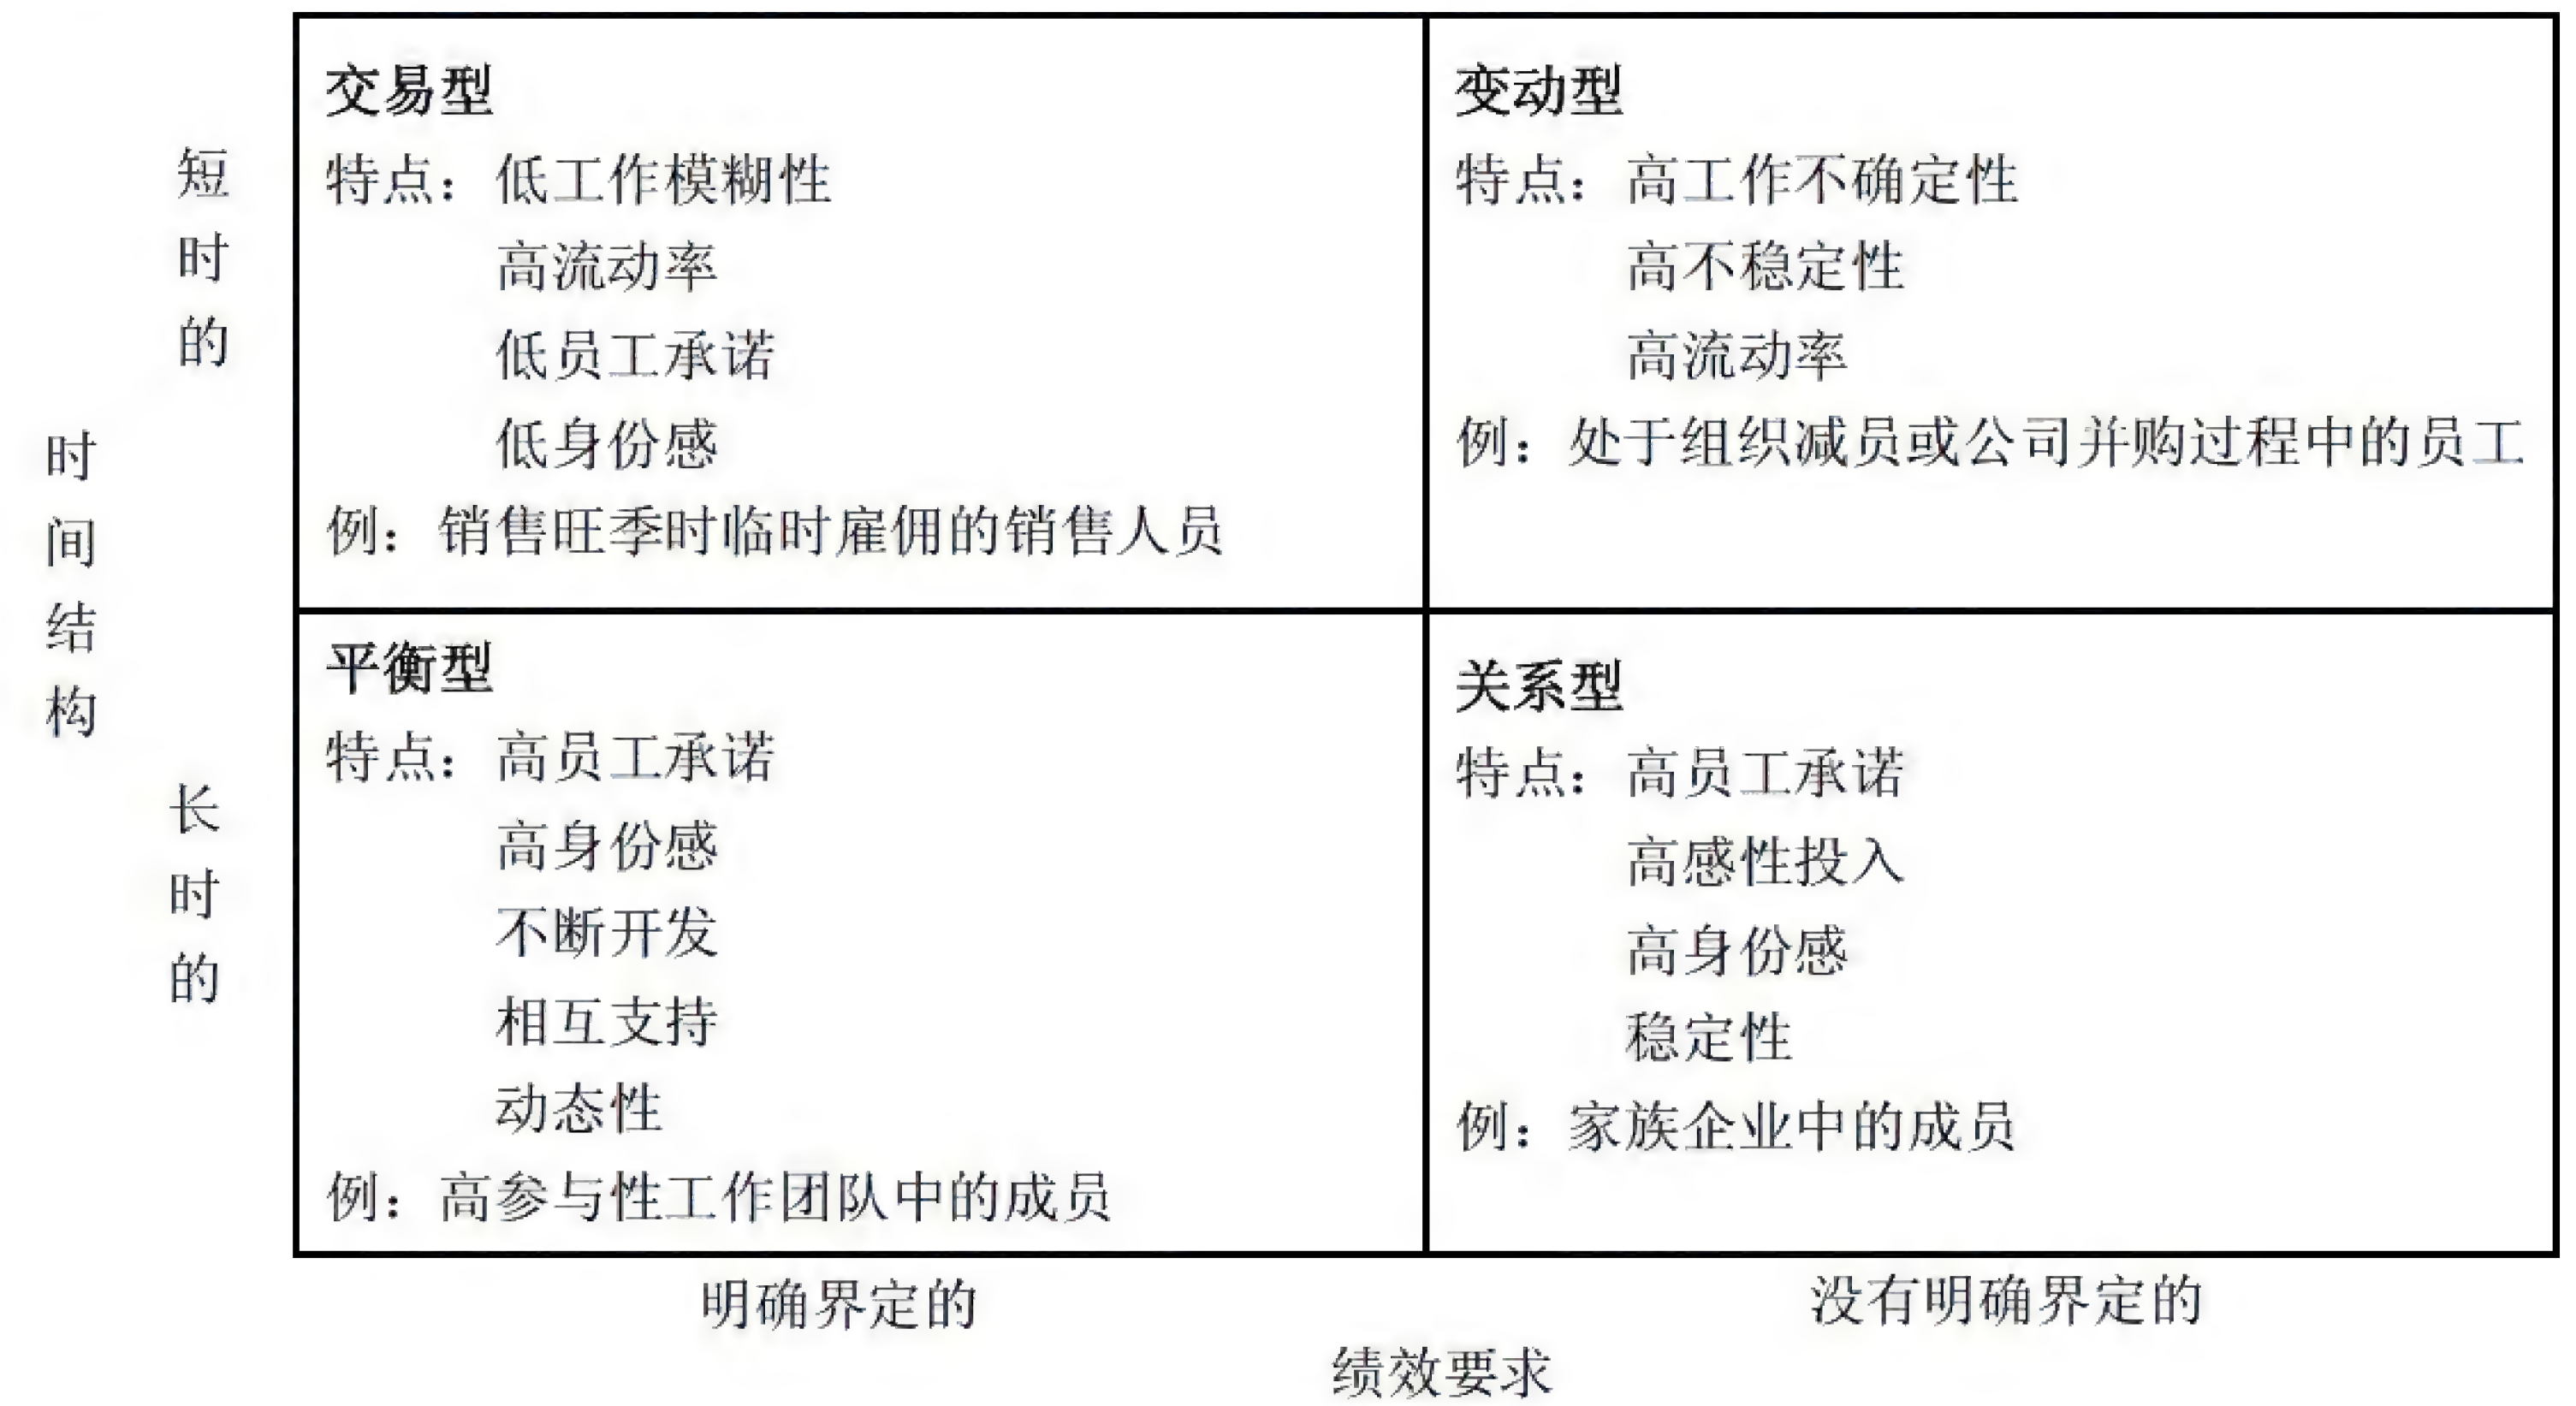 交易型
特点：低工作模糊性
高流动率
低员工承诺
低身份感
例：销售旺季时临时雇佣的销售人员
变动型
特点：高工作不确定性
高不稳定性
高流动率
例：处于组织减员或公司并购过程中的员工
短时的
时间结构
长时的
平衡型
特点：高员工承诺
高身份感
不断开发
相互支持
动态性
例：高参与性工作团队中的成员
关系型
特点：高员工承诺
高感性投入
高身份感
稳定性
例：家族企业中的成员
明确界定的
没有明确界定的
绩效要求